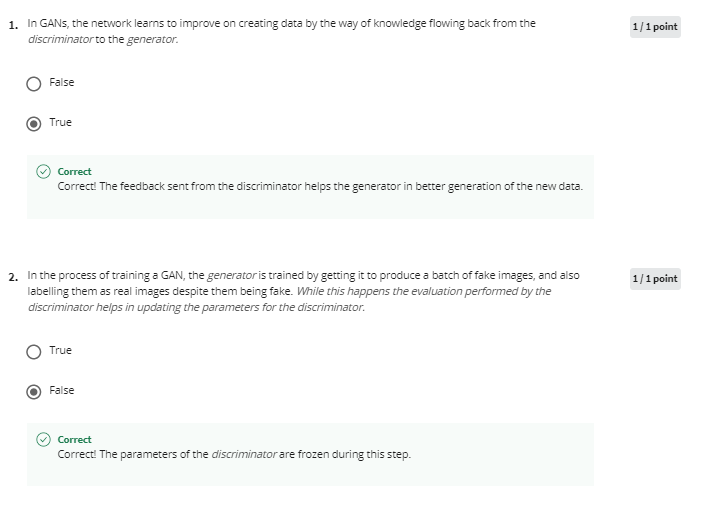 1. In GANs, the network learns to improve on creating data by the way of knowledge flowing back from the
1 / 1 point
discriminator to the generator.
False
True
Correct
Correct! The feedback sent from the discriminator helps the generator in better generation of the new data.
2. In the process of training a GAN, the generator is trained by getting it to produce a batch of fake images, and also
1 / 1 point
labelling them as real images despite them being fake. While this happens the evaluation performed by the
discriminator helps in updating the parameters for the discriminator.
True
False
Correct
Correct! The parameters of the discriminator are frozen during this step.